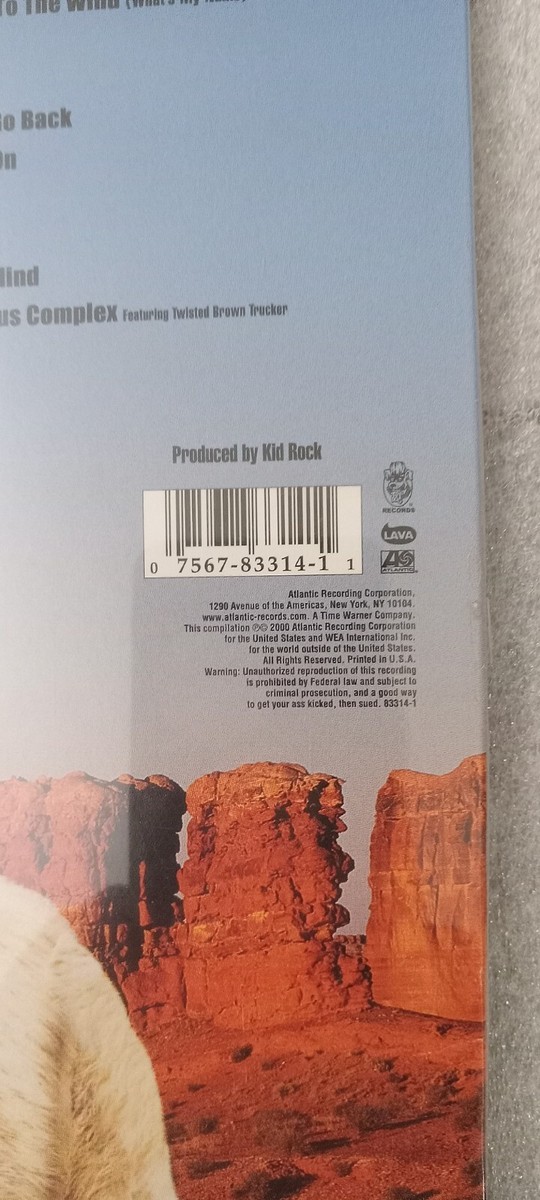 To The Wind (What's My Name)
Go Back
On
Mind
us Complex Featuring Twisted Brown Trucker
Produced by Kid Rock
RECORDS
LAVA
0 7567-83314-1 1
ATLANTIC
Atlantic Recording Corporation,
1290 Avenue of the Americas, New York, NY 10104.
www.atlantic-records.com. A Time Warner Company.
This compilation ℗© 2000 Atlantic Recording Corporation
for the United States and WEA International Inc.
for the world outside of the United States.
All Rights Reserved. Printed in U.S.A.
Warning: Unauthorized reproduction of this recording
is prohibited by Federal law and subject to
criminal prosecution, and a good way
to get your ass kicked, then sued. 83314-1